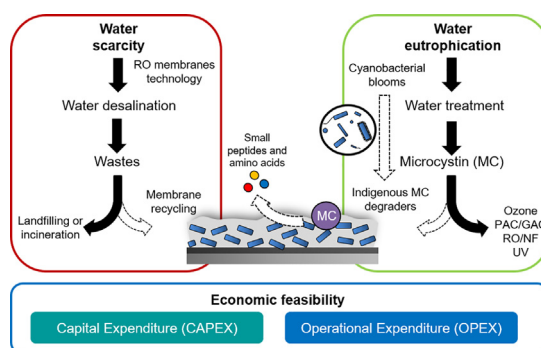 Water
scarcity
RO membranes
technology
Water desalination
Wastes
Membrane
recycling
Landfilling or
incineration
Small
peptides and
amino acids
MC
Water
eutrophication
Cyanobacterial
blooms
Water treatment
Microcystin (MC)
Indigenous MC
degraders
Ozone
PAC/GAC
RO/NF
UV
Economic feasibility
Capital Expenditure (CAPEX)
Operational Expenditure (OPEX)